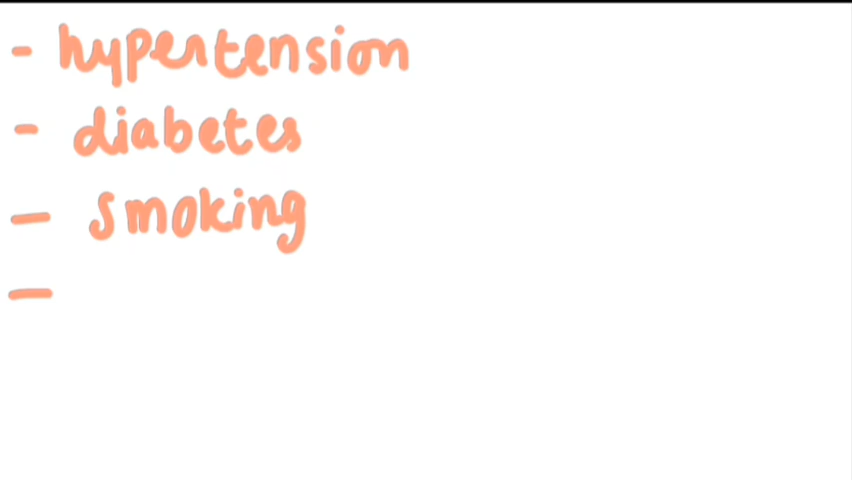 - hypertension
- diabetes
- smoking
-